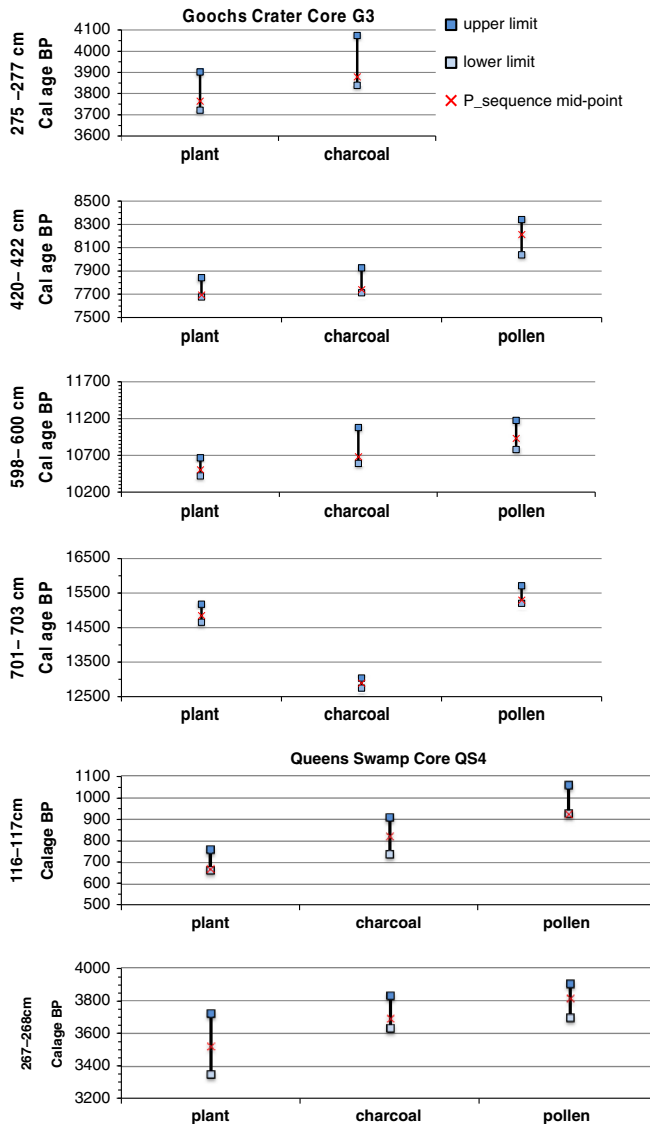 Goochs Crater Core G3
upper limit
lower limit
P_sequence mid-point
275 –277 cm
Cal age BP
4100
4000
3900
3800
3700
3600
plant charcoal
420– 422 cm
Cal age BP
8500
8300
8100
7900
7700
7500
plant charcoal pollen
598– 600 cm
Cal age BP
11700
11200
10700
10200
plant charcoal pollen
701– 703 cm
Cal age BP
16500
15500
14500
13500
12500
plant charcoal pollen
Queens Swamp Core QS4
116–117cm
Calage BP
1100
1000
900
800
700
600
500
plant charcoal pollen
267–268cm
Calage BP
4000
3800
3600
3400
3200
plant charcoal pollen